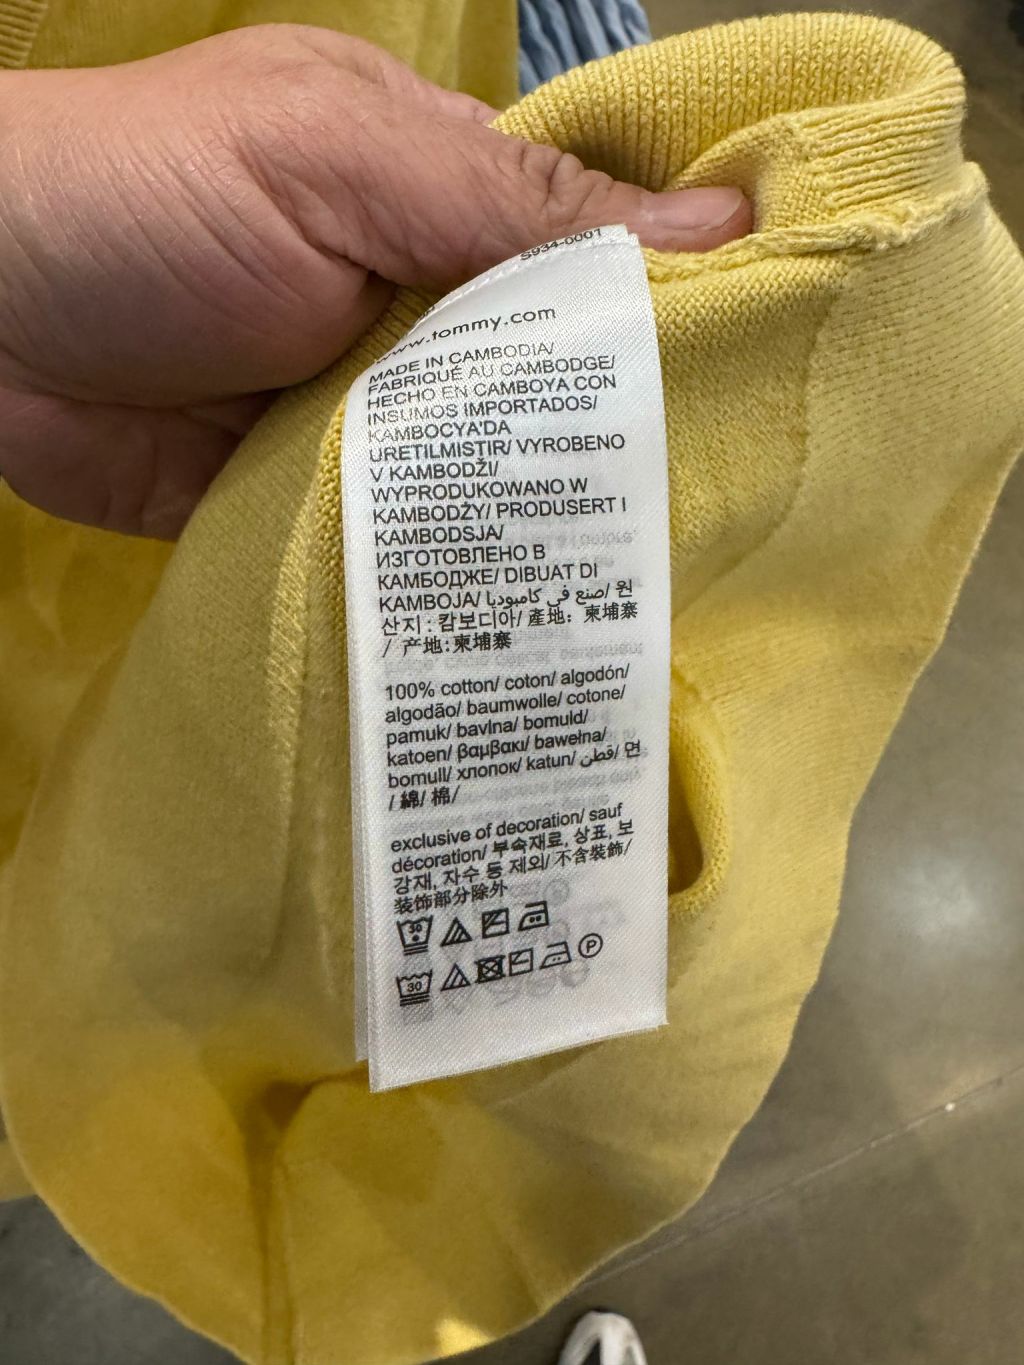 S934-0001
www.tommy.com
MADE IN CAMBODIA/
FABRIQUÉ AU CAMBODGE/
HECHO EN CAMBOYA CON
INSUMOS IMPORTADOS/
KAMBOCYA'DA
URETILMISTIR/ VYROBENO
V KAMBODŽI/
WYPRODUKOWANO W
KAMBODŻY/ PRODUSERT I
KAMBODSJA/
ИЗГОТОВЛЕНО В
КАМБОДЖЕ/ DIBUAT DI
KAMBOJA/ صنع في كامبوديا/ 원
산지 : 캄보디아/ 產地: 柬埔寨
/ 产地:柬埔寨
100% cotton/ coton/ algodón/
algodão/ baumwolle/ cotone/
pamuk/ bavlna/ bomuld/
katoen/ βαμβακι/ bawełna/
bomull/ хлопок/ katun/ قطن/ 면
/ 綿/ 棉/
exclusive of decoration/ sauf
décoration/ 부속재료, 상표, 보
강재, 자수 등 제외/ 不含裝飾/
装饰部分除外
30
30 P